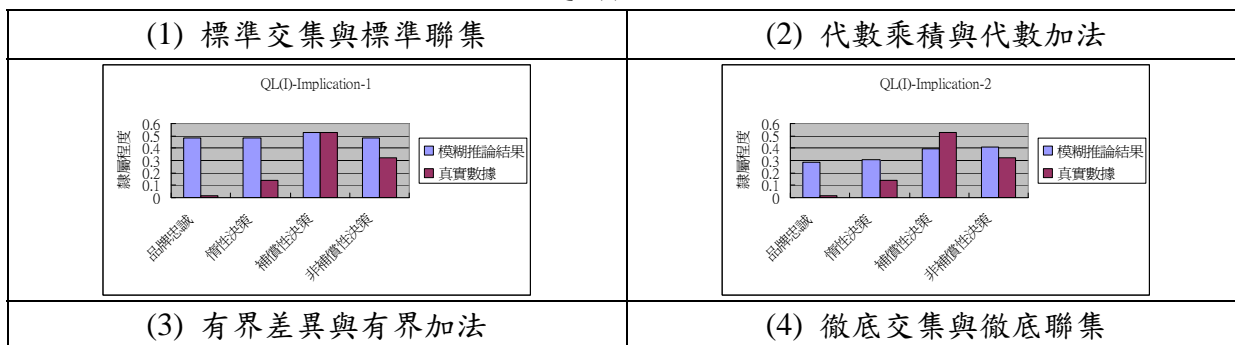 (1) 標準交集與標準聯集
(2) 代數乘積與代數加法
QL(I)-Implication-1
隸屬程度
0.6
0.5
0.4
0.3
0.2
0.1
0
品牌忠誠
惰性決策
補償性決策
非補償性決策
模糊推論結果
真實數據
QL(I)-Implication-2
隸屬程度
0.6
0.5
0.4
0.3
0.2
0.1
0
品牌忠誠
惰性決策
補償性決策
非補償性決策
模糊推論結果
真實數據
(3) 有界差異與有界加法
(4) 徹底交集與徹底聯集